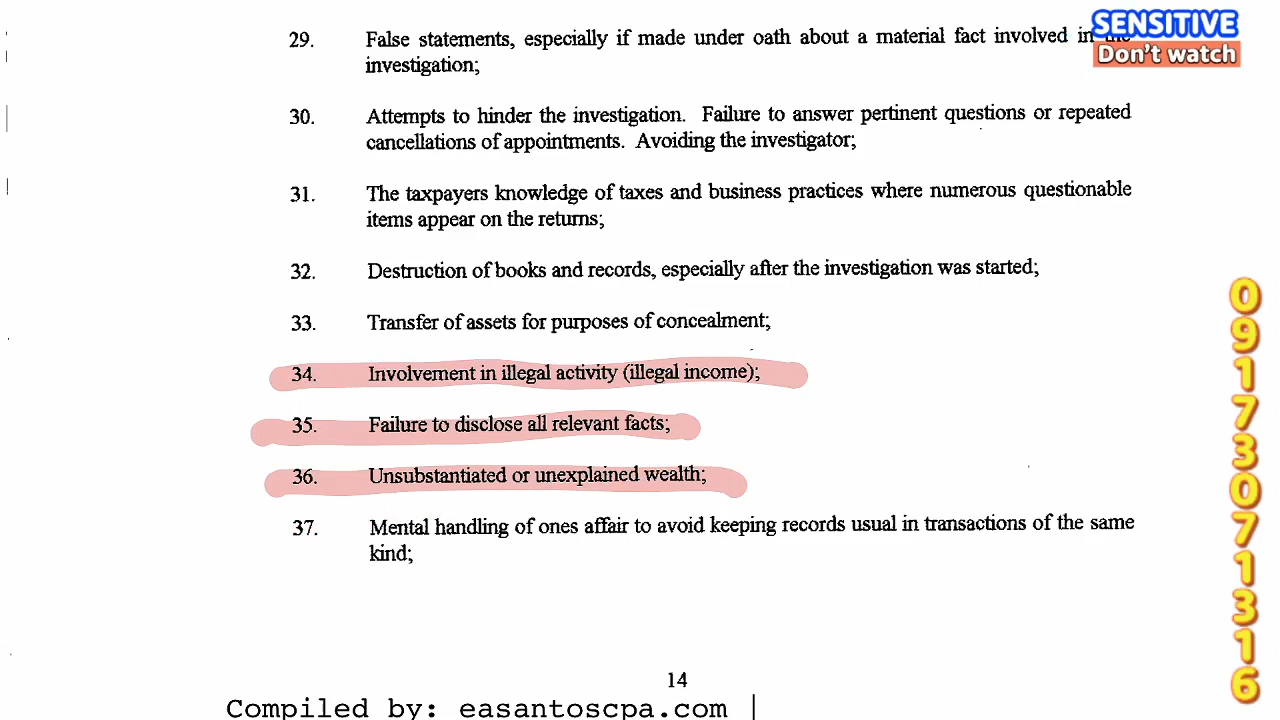 SENSITIVE
Don't watch
29. False statements, especially if made under oath about a material fact involved in the
investigation;
30. Attempts to hinder the investigation. Failure to answer pertinent questions or repeated
cancellations of appointments. Avoiding the investigator;
31. The taxpayers knowledge of taxes and business practices where numerous questionable
items appear on the returns;
32. Destruction of books and records, especially after the investigation was started;
33. Transfer of assets for purposes of concealment;
34. Involvement in illegal activity (illegal income);
35. Failure to disclose all relevant facts;
36. Unsubstantiated or unexplained wealth;
37. Mental handling of ones affair to avoid keeping records usual in transactions of the same
kind;
14
Compiled by: easantoscpa.com |
09173071316